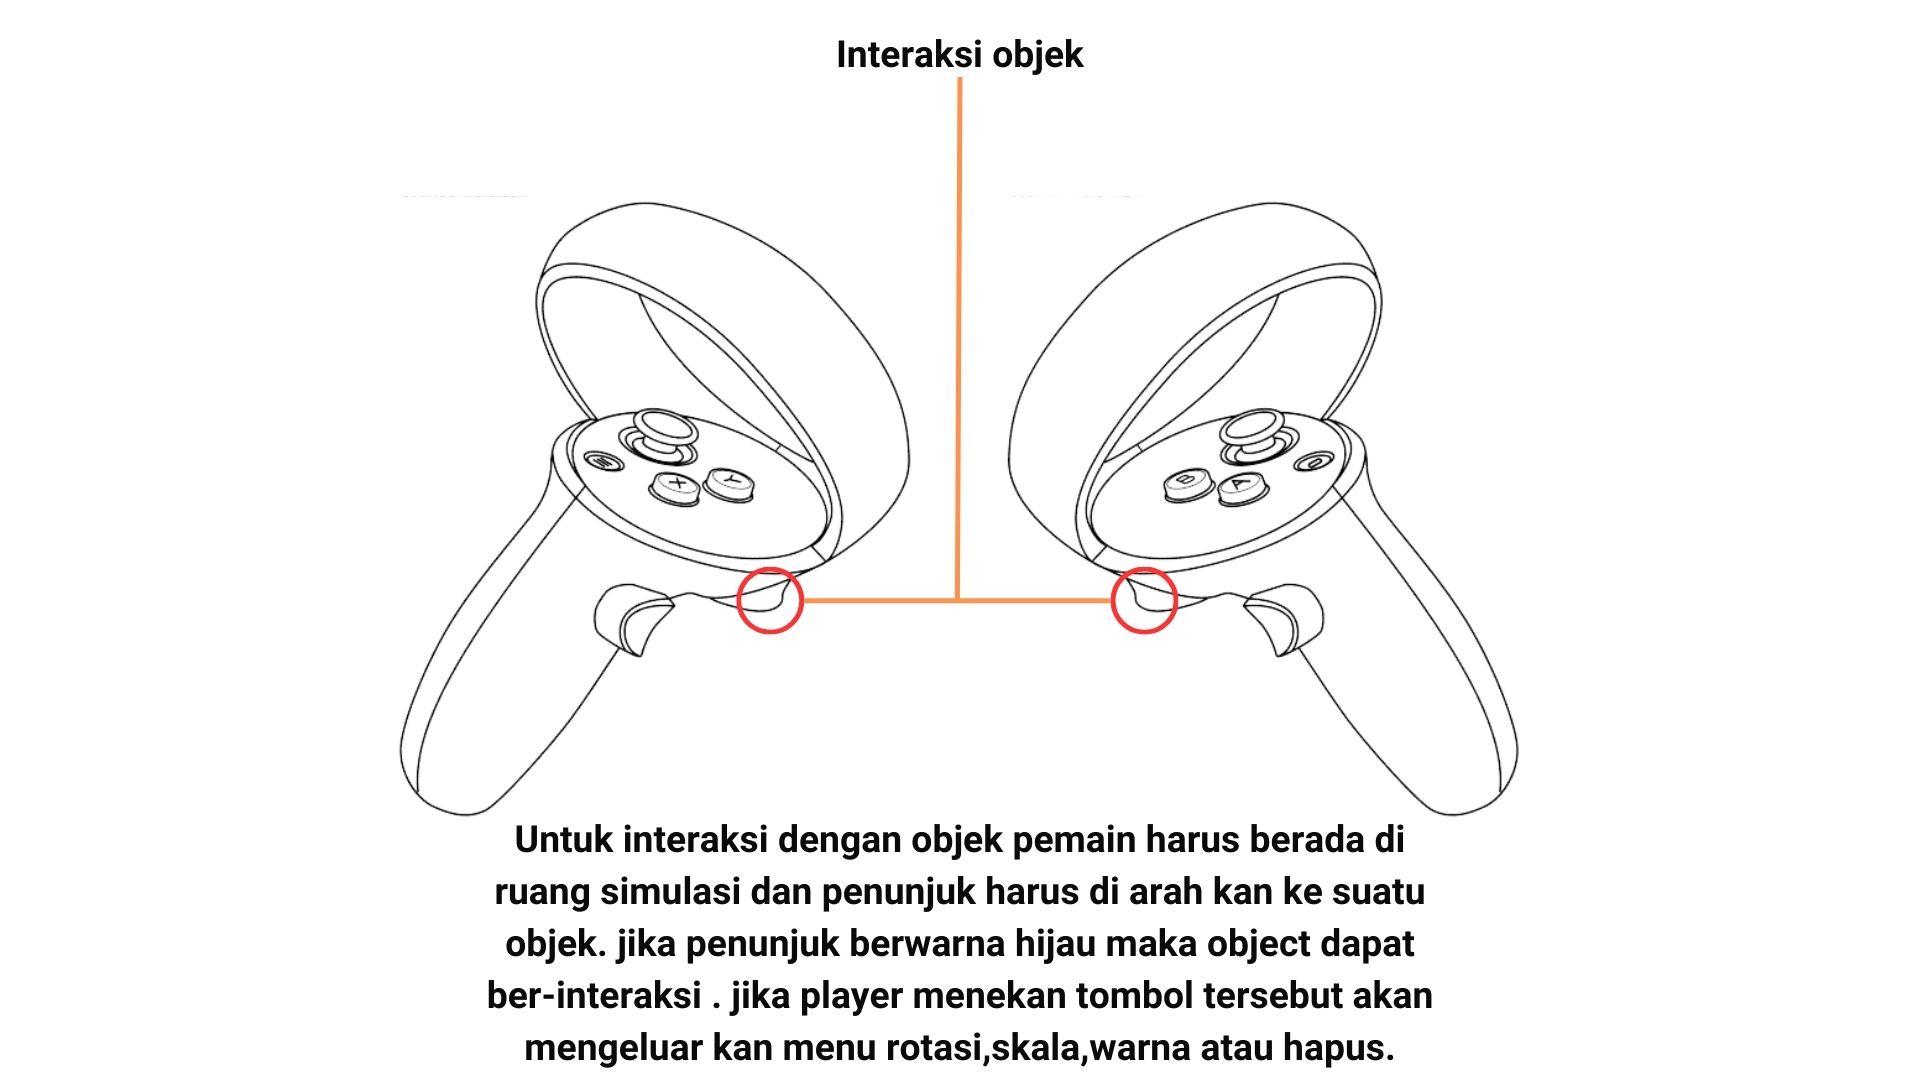 Interaksi objek
X
Y
B
A
Untuk interaksi dengan objek pemain harus berada di
ruang simulasi dan penunjuk harus di arah kan ke suatu
objek. jika penunjuk berwarna hijau maka object dapat
ber-interaksi . jika player menekan tombol tersebut akan
mengeluar kan menu rotasi,skala,warna atau hapus.